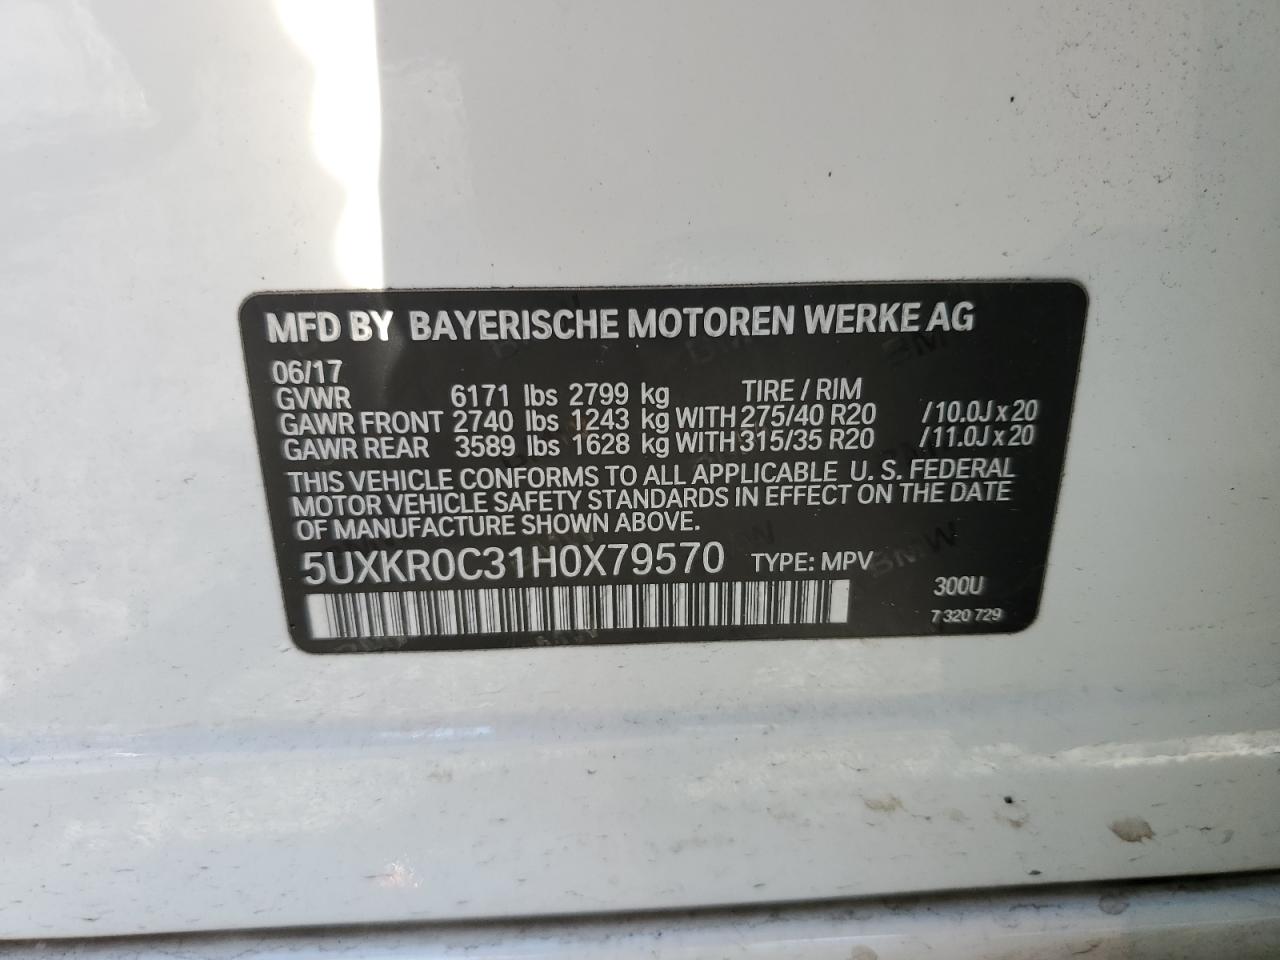 MFD BY BAYERISCHE MOTOREN WERKE AG
06/17
GVWR 6171 lbs 2799 kg TIRE / RIM
GAWR FRONT 2740 lbs 1243 kg WITH 275/40 R20 / 10.0J x 20
GAWR REAR 3589 lbs 1628 kg WITH 315/35 R20 / 11.0J x 20
THIS VEHICLE CONFORMS TO ALL APPLICABLE U. S. FEDERAL
MOTOR VEHICLE SAFETY STANDARDS IN EFFECT ON THE DATE
OF MANUFACTURE SHOWN ABOVE.
5UXKR0C31H0X79570 TYPE: MPV
300U
7 320 729